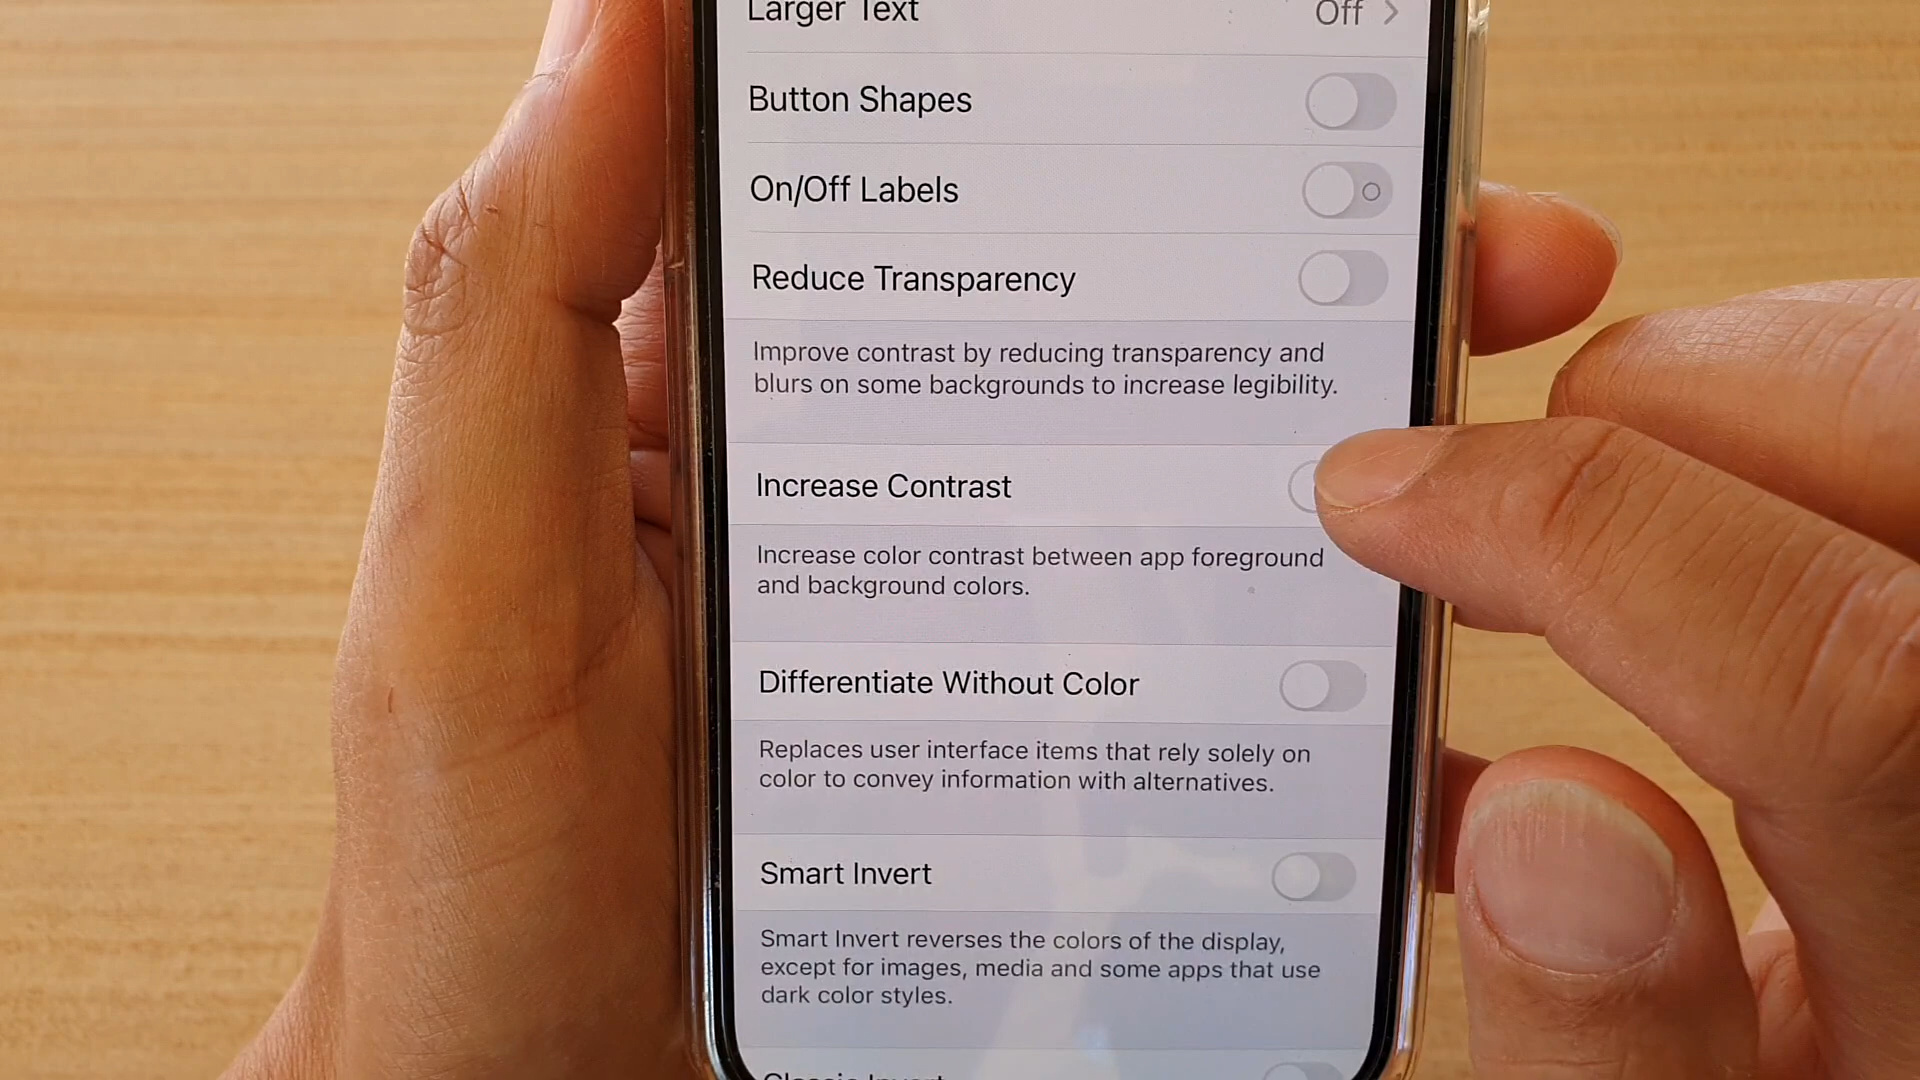 Larger Text Off
Button Shapes
On/Off Labels
Reduce Transparency
Improve contrast by reducing transparency and
blurs on some backgrounds to increase legibility.
Increase Contrast
Increase color contrast between app foreground
and background colors.
Differentiate Without Color
Replaces user interface items that rely solely on
color to convey information with alternatives.
Smart Invert
Smart Invert reverses the colors of the display,
except for images, media and some apps that use
dark color styles.
Classic Invert